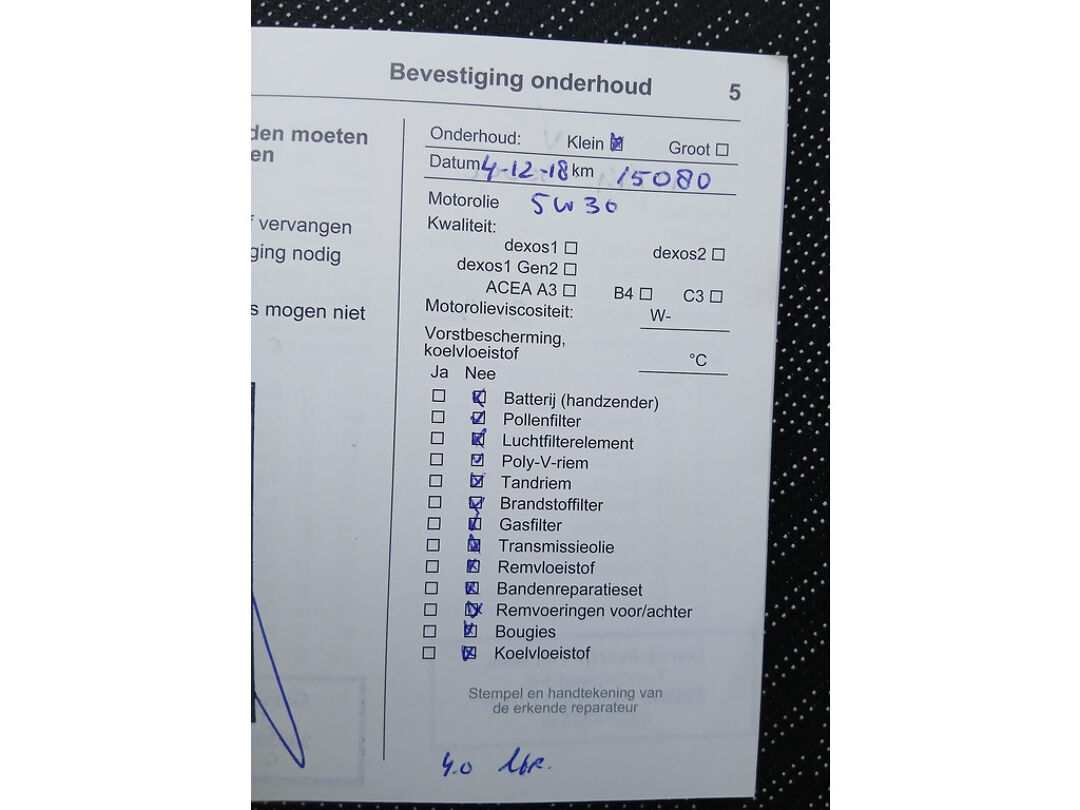 Bevestiging onderhoud 5
den moeten
en
vervangen
ging nodig
s mogen niet
Onderhoud: Klein Groot
Datum 4-12-18 km 15080
Motorolie 5W30
Kwaliteit:
dexos1 dexos2
dexos1 Gen2
ACEA A3 B4 C3
Motorolieviscositeit: W-
Vorstbescherming,
koelvloeistof °C
Ja Nee
Batterij (handzender)
Pollenfilter
Luchtfilterelement
Poly-V-riem
Tandriem
Brandstoffilter
Gasfilter
Transmissieolie
Remvloeistof
Bandenreparatieset
Remvoeringen voor/achter
Bougies
Koelvloeistof
Stempel en handtekening van
de erkende reparateur
4.0 ltr.